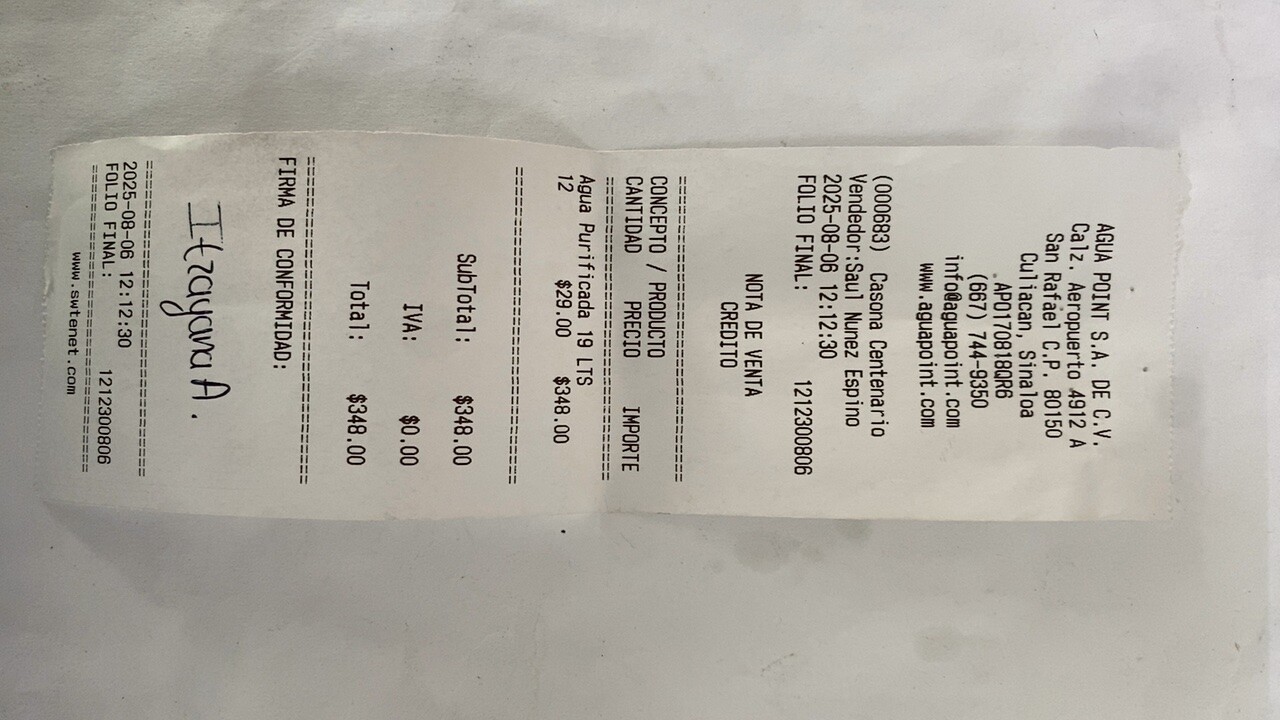 AGUA POINT S.A. DE C.V.
Calz. Aeropuerto 4912 A
San Rafael C.P. 80150
Culiacan, Sinaloa
APO170818QR6
(667) 744-9350
info@aguapoint.com
www.aguapoint.com
(000683) Casona Centenario
Vendedor:Saul Nunez Espino
2025-08-06 12:12:30
FOLIO FINAL: 1212300806
NOTA DE VENTA
CREDITO
================================
CONCEPTO / PRODUCTO
CANTIDAD PRECIO IMPORTE
================================
Agua Purificada 19 LTS
12 $29.00 $348.00
================================
SubTotal: $348.00
IVA: $0.00
Total: $348.00
================================
FIRMA DE CONFORMIDAD:
Itzayana A.
================================
2025-08-06 12:12:30
FOLIO FINAL: 1212300806
================================
www.swtenet.com